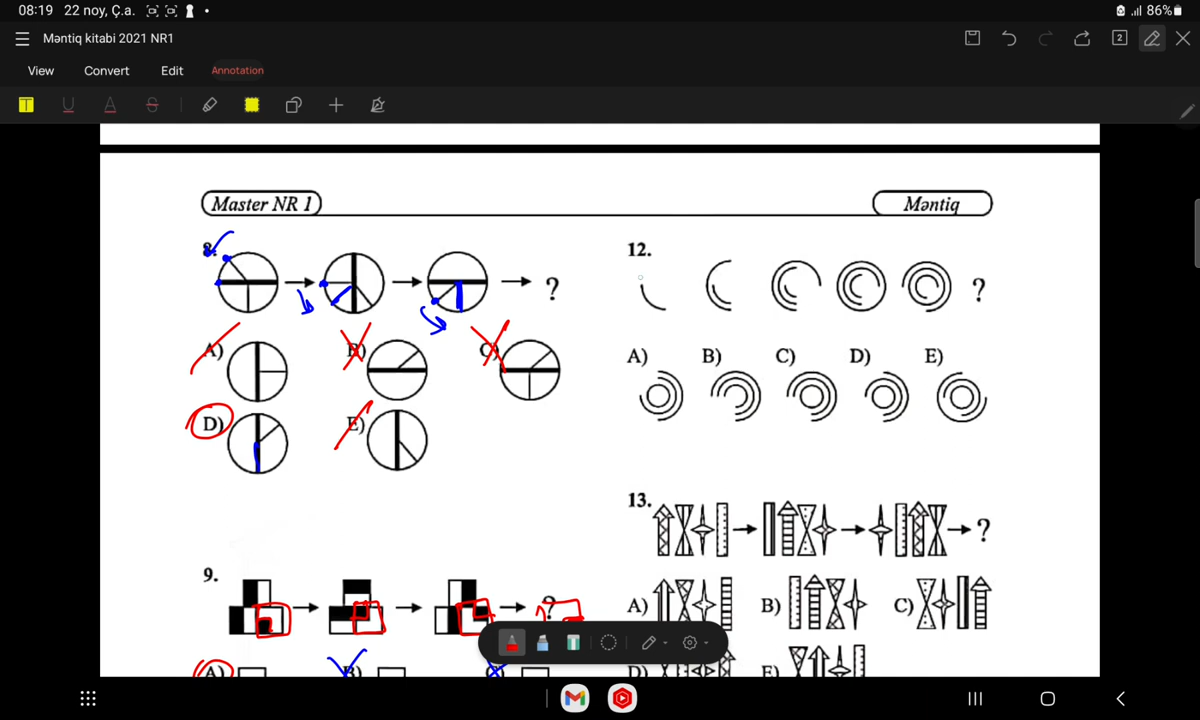 08:19 22 noy, Ç.a.
86%
Məntiq kitabi 2021 NR1
2
View Convert Edit Annotation
T U A S
Master NR 1
Məntiq
8.
?
A) B) C)
D) E)
9.
?
A) B)
12.
?
A) B) C) D) E)
13.
?
A) B) C)
D) E)